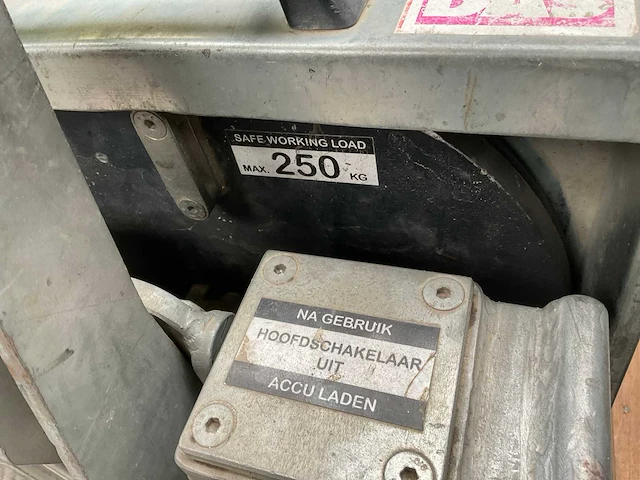 SAFE WORKING LOAD
MAX. 250 KG
NA GEBRUIK
HOOFDSCHAKELAAR
UIT
ACCU LADEN